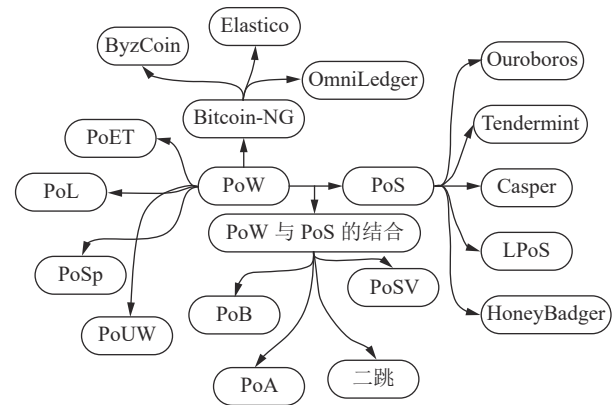 Elastico
ByzCoin
OmniLedger
Bitcoin-NG
Ouroboros
Tendermint
PoET
PoL
PoW
PoS
Casper
PoW 与 PoS 的结合
LPoS
PoSp
PoSV
PoB
HoneyBadger
PoUW
PoA
二跳